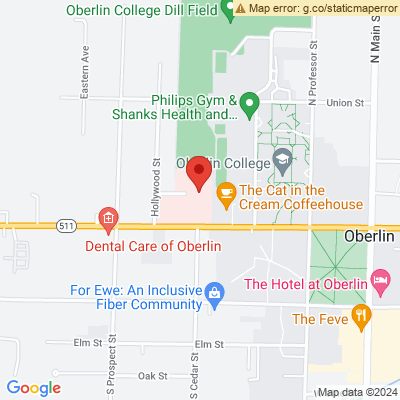 Oberlin College Dill Field
Map error: g.co/staticmaperror
Eastern Ave
N Main S
N Professor St
Philips Gym &
Shanks Health and...
Union St
Hollywood St
Oberlin College
The Cat in the
Cream Coffeehouse
511
Dental Care of Oberlin
Oberlin
The Hotel at Oberlin
For Ewe: An Inclusive
Fiber Community
The Feve
S Prospect St
Elm St
Elm St
S Cedar St
Oak St
Google
Map data ©2024